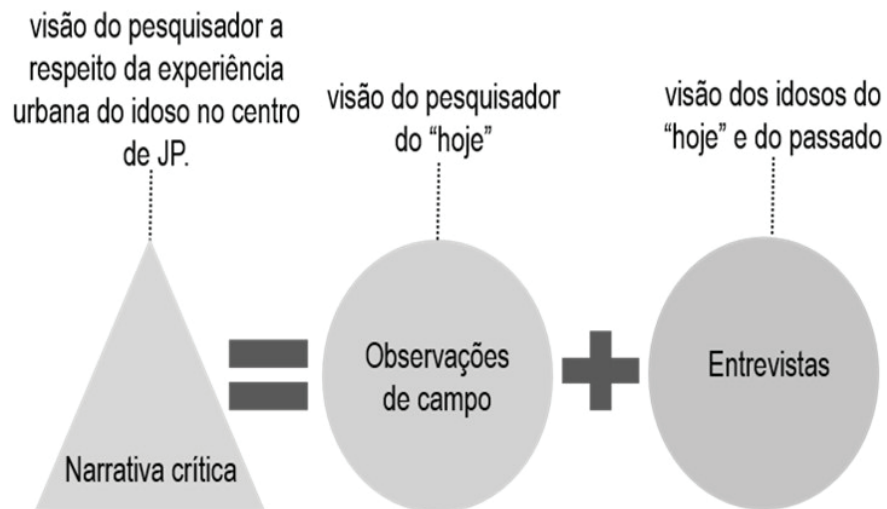 visão do pesquisador a
respeito da experiência
urbana do idoso no centro
de JP.
visão do pesquisador
do “hoje”
visão dos idosos do
“hoje” e do passado
Narrativa crítica
Observações
de campo
Entrevistas